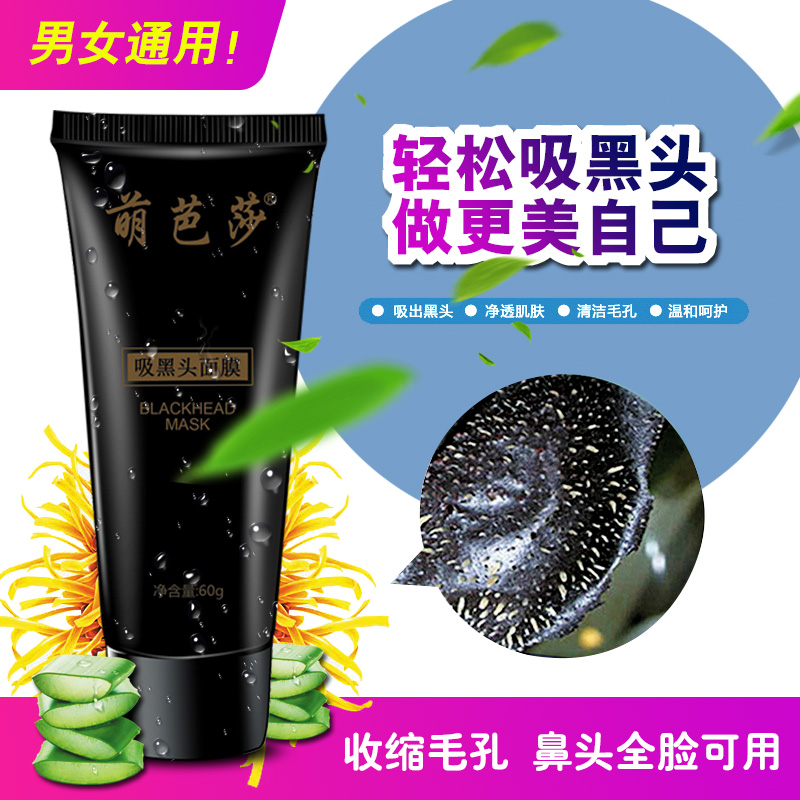 男女通用!
轻松吸黑头
做更美自己
吸出黑头 净透肌肤 清洁毛孔 温和呵护
萌芭莎®
吸黑头面膜
BLACKHEAD
MASK
净含量:60g
收缩毛孔 鼻头全脸可用